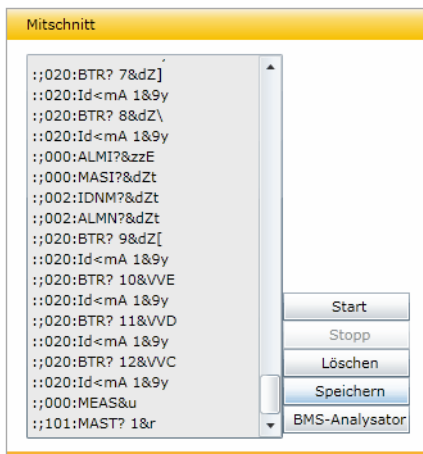 Mitschnitt
:;020:BTR? 7&dZ]
::020:Id<mA 1&9y
:;020:BTR? 8&dZ\
::020:Id<mA 1&9y
:;000:ALMI?&zzE
:;000:MASI?&dZt
:;002:IDNM?&dZt
:;002:ALMN?&dZt
:;020:BTR? 9&dZ[
::020:Id<mA 1&9y
:;020:BTR? 10&VVE
::020:Id<mA 1&9y
:;020:BTR? 11&VVD
::020:Id<mA 1&9y
:;020:BTR? 12&VVC
::020:Id<mA 1&9y
:;000:MEAS&u
:;101:MAST? 1&r
Start
Stopp
Löschen
Speichern
BMS-Analysator